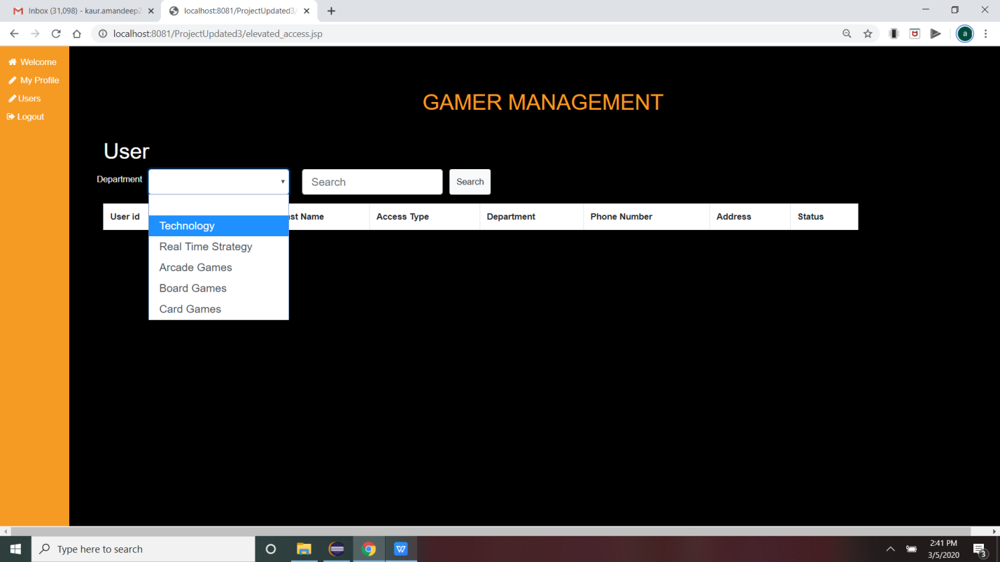 Inbox (31,098) - kaur.amandeep2
localhost:8081/ProjectUpdated3/
localhost:8081/ProjectUpdated3/elevated_access.jsp
a
Welcome
My Profile
Users
Logout
GAMER MANAGEMENT
User
Department
Search
Search
User id
st Name
Access Type
Department
Phone Number
Address
Status
Technology
Real Time Strategy
Arcade Games
Board Games
Card Games
Type here to search
W
2:41 PM
3/5/2020
3